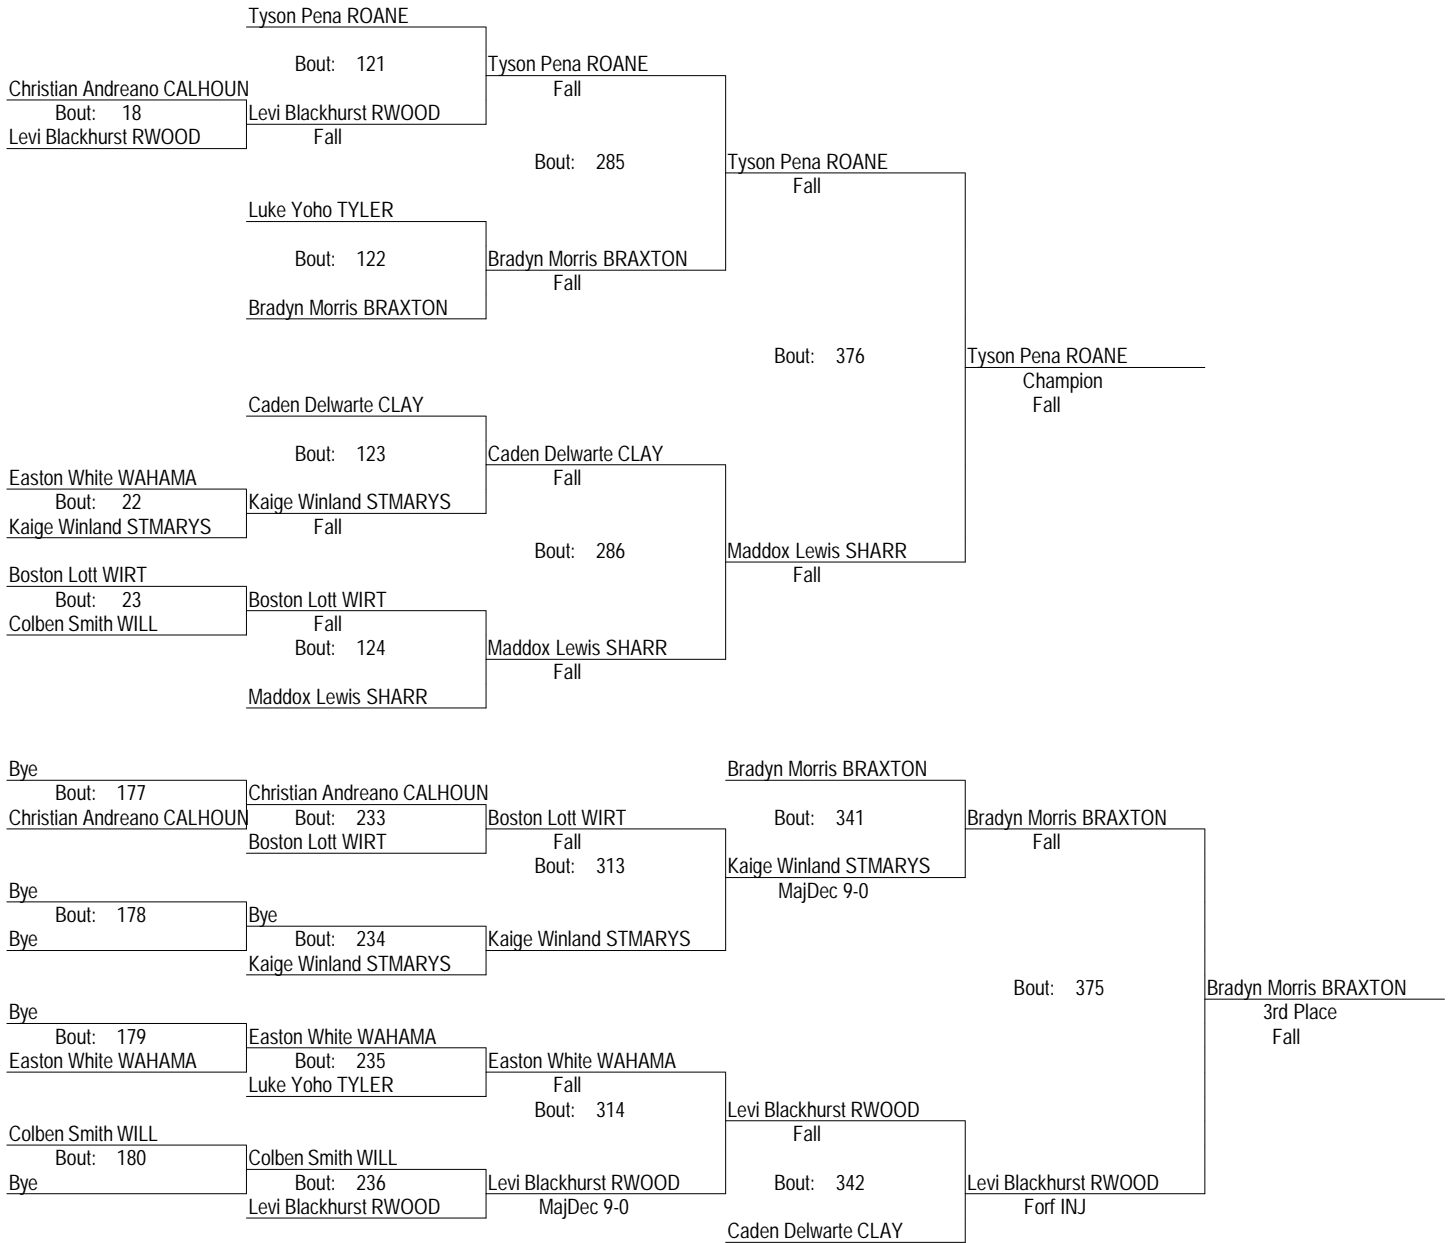 Tyson Pena ROANE
Bout: 121
Tyson Pena ROANE
Fall
Christian Andreano CALHOUN
Bout: 18
Levi Blackhurst RWOOD
Levi Blackhurst RWOOD
Fall
Bout: 285
Tyson Pena ROANE
Fall
Luke Yoho TYLER
Bout: 122
Bradyn Morris BRAXTON
Fall
Bradyn Morris BRAXTON
Bout: 376
Tyson Pena ROANE
Champion
Fall
Caden Delwarte CLAY
Bout: 123
Caden Delwarte CLAY
Fall
Easton White WAHAMA
Bout: 22
Kaige Winland STMARYS
Kaige Winland STMARYS
Fall
Bout: 286
Maddox Lewis SHARR
Fall
Boston Lott WIRT
Bout: 23
Colben Smith WILL
Boston Lott WIRT
Fall
Bout: 124
Maddox Lewis SHARR
Fall
Maddox Lewis SHARR
Bye
Bout: 177
Christian Andreano CALHOUN
Christian Andreano CALHOUN
Bout: 233
Boston Lott WIRT
Boston Lott WIRT
Fall
Bout: 313
Bradyn Morris BRAXTON
Bout: 341
Kaige Winland STMARYS
MajDec 9-0
Bradyn Morris BRAXTON
Fall
Bye
Bout: 178
Bye
Bye
Bout: 234
Kaige Winland STMARYS
Kaige Winland STMARYS
Bout: 375
Bradyn Morris BRAXTON
3rd Place
Fall
Bye
Bout: 179
Easton White WAHAMA
Easton White WAHAMA
Bout: 235
Luke Yoho TYLER
Easton White WAHAMA
Fall
Bout: 314
Levi Blackhurst RWOOD
Fall
Colben Smith WILL
Bout: 180
Bye
Colben Smith WILL
Bout: 236
Levi Blackhurst RWOOD
Levi Blackhurst RWOOD
MajDec 9-0
Bout: 342
Caden Delwarte CLAY
Levi Blackhurst RWOOD
Forf INJ